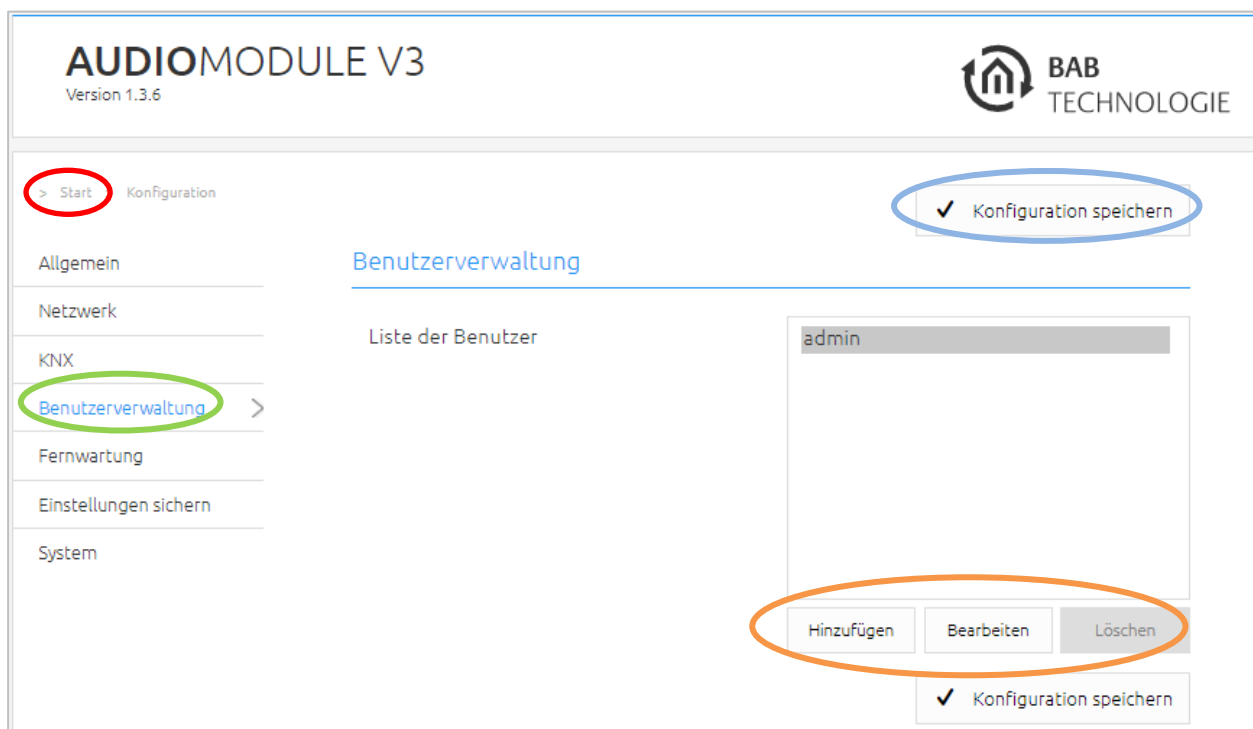 AUDIOMODULE V3
Version 1.3.6
BAB
TECHNOLOGIE
> Start Konfiguration
✓ Konfiguration speichern
Allgemein
Netzwerk
KNX
Benutzerverwaltung >
Fernwartung
Einstellungen sichern
System
Benutzerverwaltung
Liste der Benutzer
admin
Hinzufügen Bearbeiten Löschen
✓ Konfiguration speichern